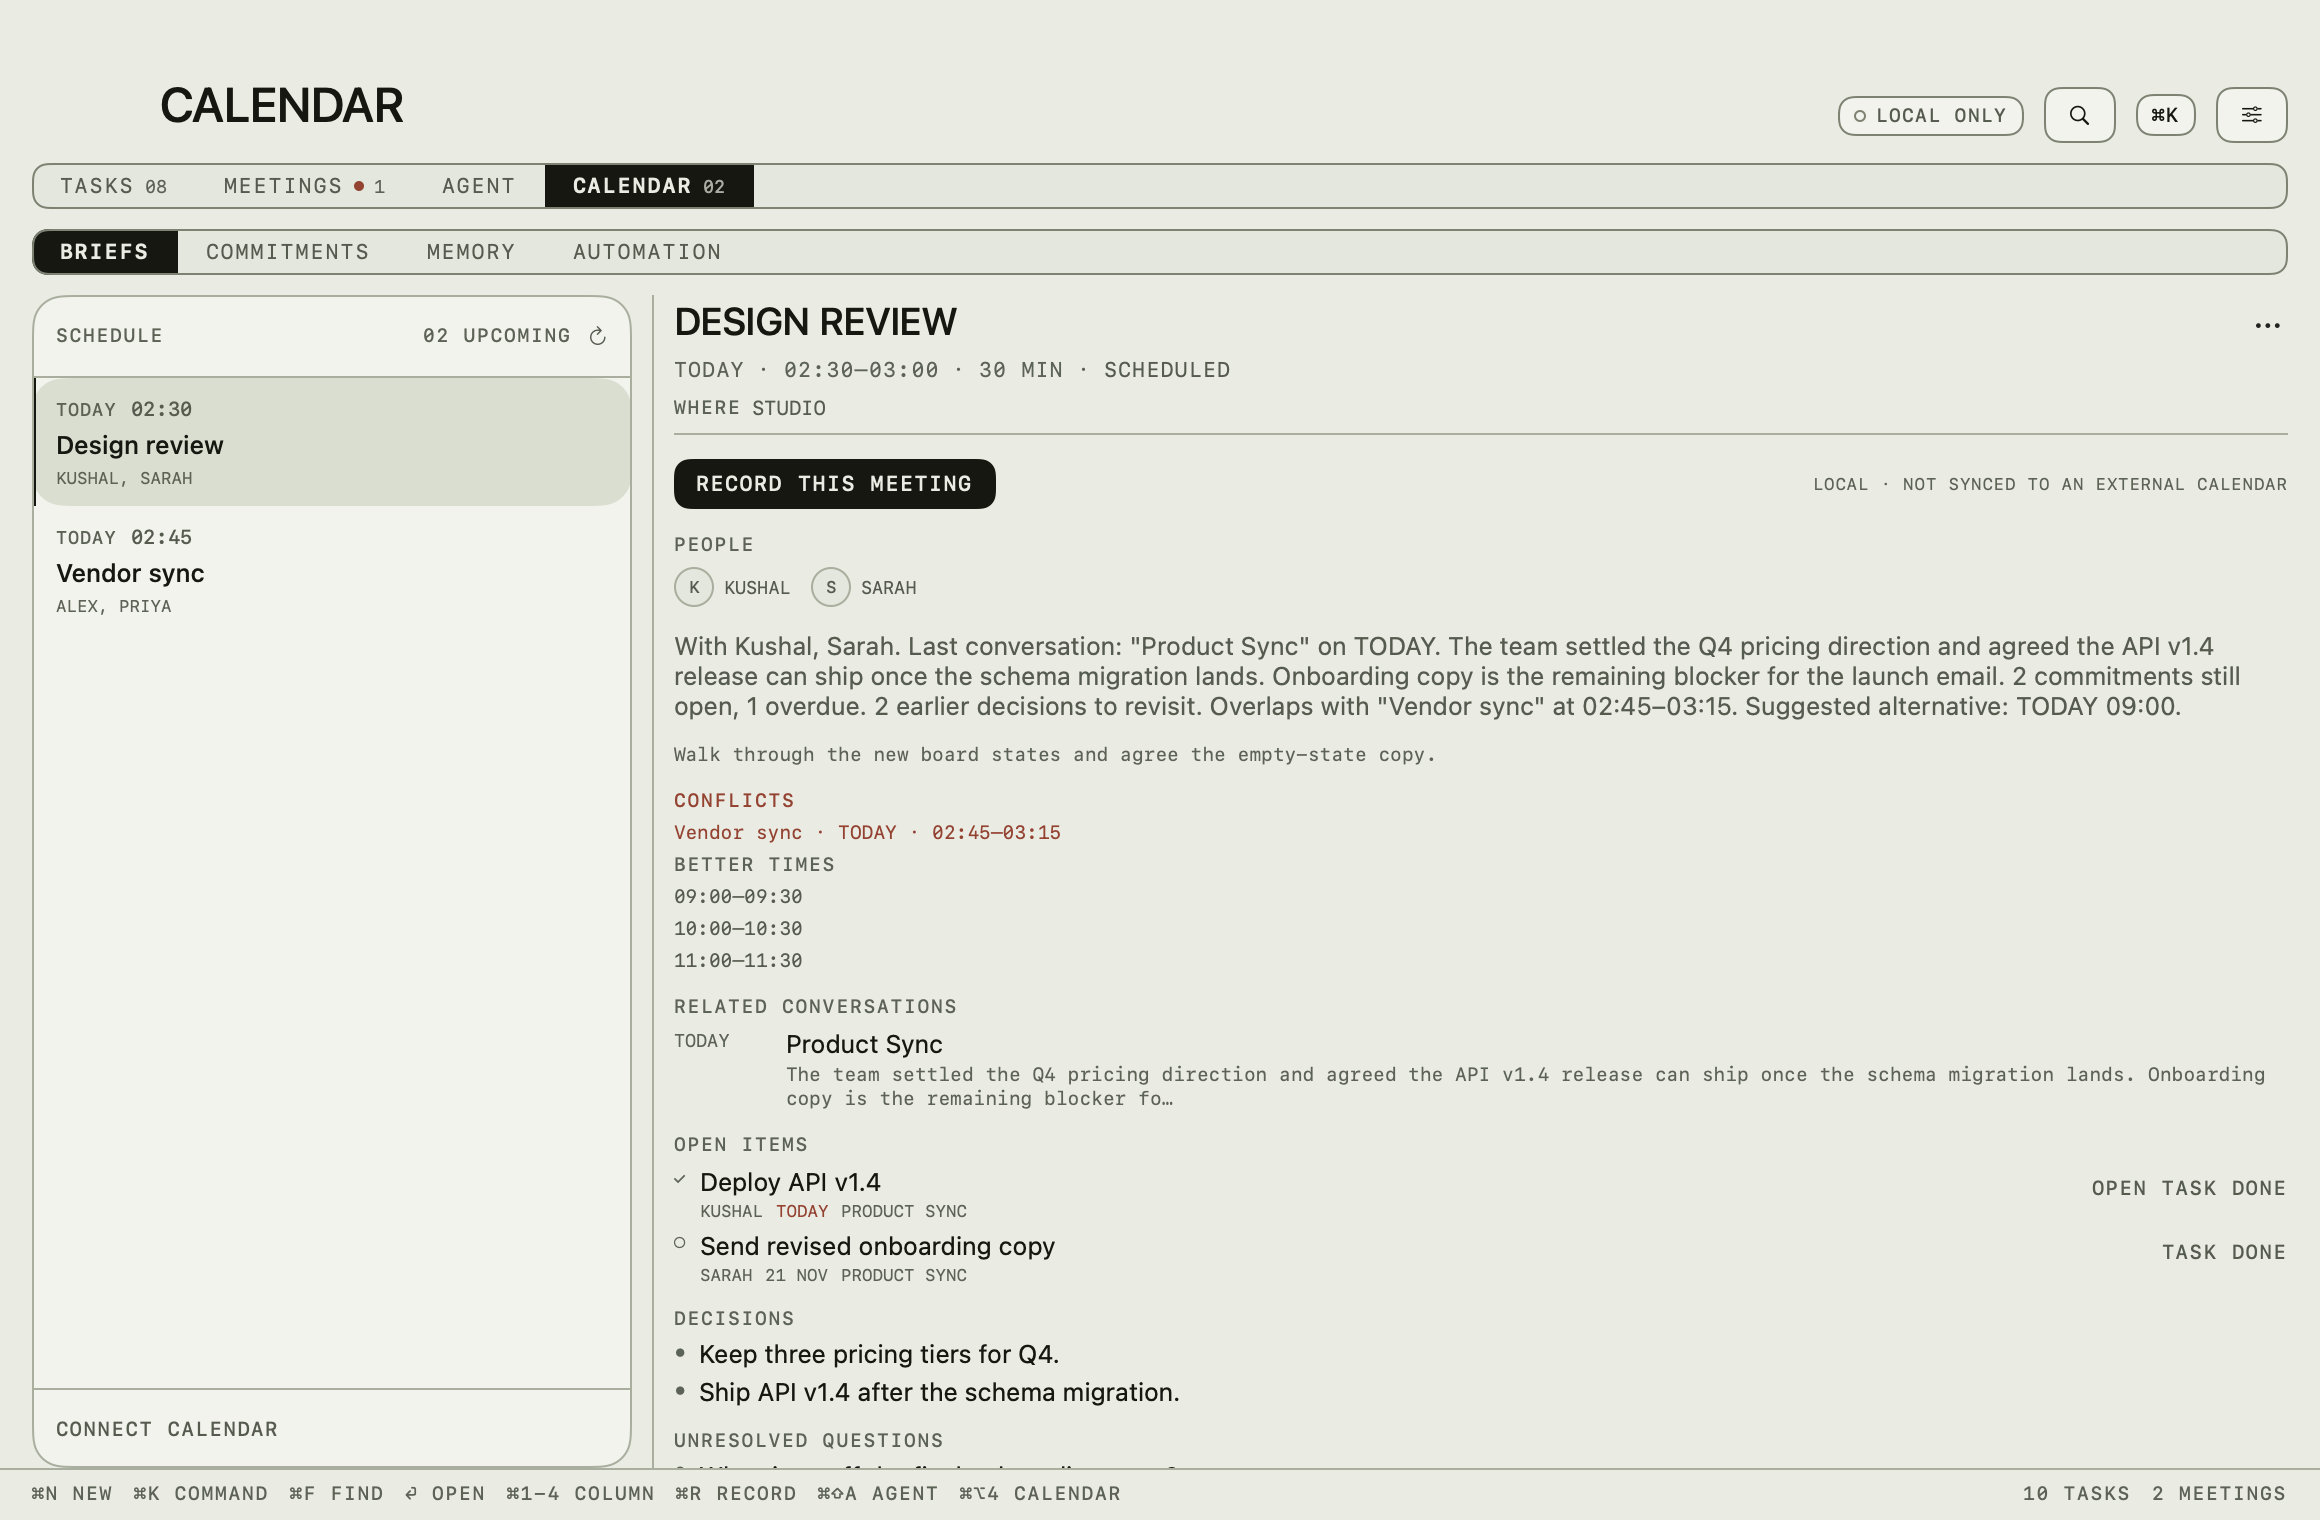 CALENDAR
LOCAL ONLY
⌘K
TASKS 08 MEETINGS 1 AGENT CALENDAR 02
BRIEFS COMMITMENTS MEMORY AUTOMATION
SCHEDULE 02 UPCOMING
TODAY 02:30
Design review
KUSHAL, SARAH
TODAY 02:45
Vendor sync
ALEX, PRIYA
CONNECT CALENDAR
DESIGN REVIEW
TODAY · 02:30–03:00 · 30 MIN · SCHEDULED
WHERE STUDIO
RECORD THIS MEETING
LOCAL · NOT SYNCED TO AN EXTERNAL CALENDAR
PEOPLE
K KUSHAL S SARAH
With Kushal, Sarah. Last conversation: "Product Sync" on TODAY. The team settled the Q4 pricing direction and agreed the API v1.4
release can ship once the schema migration lands. Onboarding copy is the remaining blocker for the launch email. 2 commitments still
open, 1 overdue. 2 earlier decisions to revisit. Overlaps with "Vendor sync" at 02:45–03:15. Suggested alternative: TODAY 09:00.
Walk through the new board states and agree the empty-state copy.
CONFLICTS
Vendor sync · TODAY · 02:45–03:15
BETTER TIMES
09:00–09:30
10:00–10:30
11:00–11:30
RELATED CONVERSATIONS
TODAY Product Sync
The team settled the Q4 pricing direction and agreed the API v1.4 release can ship once the schema migration lands. Onboarding
copy is the remaining blocker fo…
OPEN ITEMS
Deploy API v1.4
OPEN TASK DONE
KUSHAL TODAY PRODUCT SYNC
Send revised onboarding copy
TASK DONE
SARAH 21 NOV PRODUCT SYNC
DECISIONS
Keep three pricing tiers for Q4.
Ship API v1.4 after the schema migration.
UNRESOLVED QUESTIONS
⌘N NEW ⌘K COMMAND ⌘F FIND ⏎ OPEN ⌘1–4 COLUMN ⌘R RECORD ⌘⇧A AGENT ⌘⌥4 CALENDAR
10 TASKS 2 MEETINGS